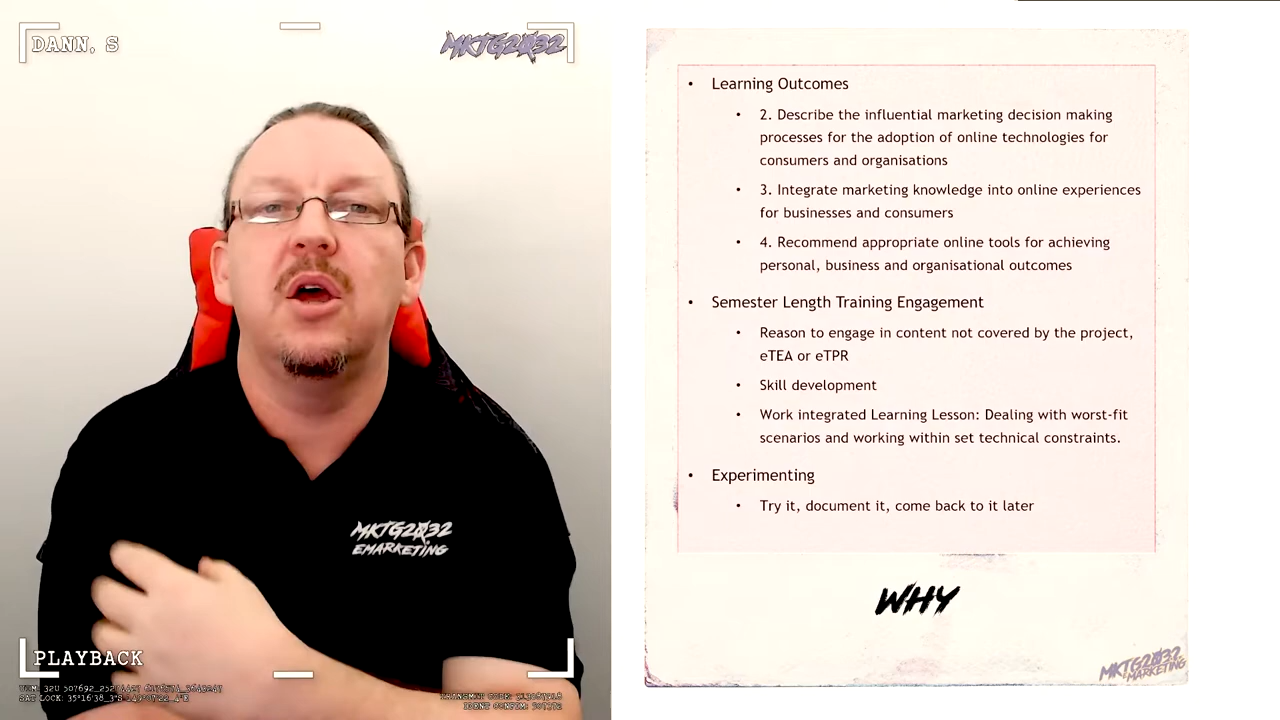 DANN, S
MKTG2032
MKTG2032
EMARKETING
PLAYBACK
• Learning Outcomes
• 2. Describe the influential marketing decision making
processes for the adoption of online technologies for
consumers and organisations
• 3. Integrate marketing knowledge into online experiences
for businesses and consumers
• 4. Recommend appropriate online tools for achieving
personal, business and organisational outcomes
• Semester Length Training Engagement
• Reason to engage in content not covered by the project,
eTEA or eTPR
• Skill development
• Work integrated Learning Lesson: Dealing with worst-fit
scenarios and working within set technical constraints.
• Experimenting
• Try it, document it, come back to it later
WHY
MKTG2032
EMARKETING